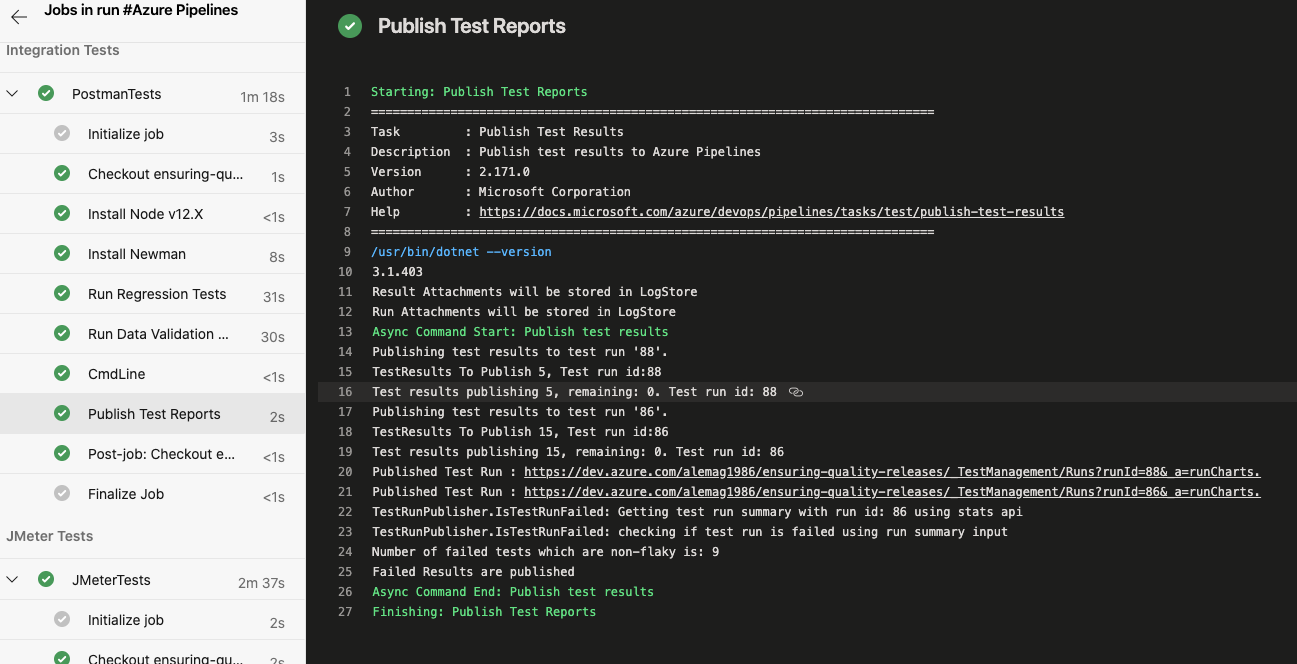 Jobs in run #Azure Pipelines
Integration Tests
PostmanTests 1m 18s
Initialize job 3s
Checkout ensuring-qu... 1s
Install Node v12.X <1s
Install Newman 8s
Run Regression Tests 31s
Run Data Validation ... 30s
CmdLine <1s
Publish Test Reports 2s
Post-job: Checkout e... <1s
Finalize Job <1s
JMeter Tests
JMeterTests 2m 37s
Initialize job 2s
Checkout ensuring-qu... 2s
Publish Test Reports
1 Starting: Publish Test Reports
2 ==============================================================================
3 Task : Publish Test Results
4 Description : Publish test results to Azure Pipelines
5 Version : 2.171.0
6 Author : Microsoft Corporation
7 Help : https://docs.microsoft.com/azure/devops/pipelines/tasks/test/publish-test-results
8 ==============================================================================
9 /usr/bin/dotnet --version
10 3.1.403
11 Result Attachments will be stored in LogStore
12 Run Attachments will be stored in LogStore
13 Async Command Start: Publish test results
14 Publishing test results to test run '88'.
15 TestResults To Publish 5, Test run id:88
16 Test results publishing 5, remaining: 0. Test run id: 88
17 Publishing test results to test run '86'.
18 TestResults To Publish 15, Test run id:86
19 Test results publishing 15, remaining: 0. Test run id: 86
20 Published Test Run : https://dev.azure.com/alemag1986/ensuring-quality-releases/_TestManagement/Runs?runId=88&_a=runCharts.
21 Published Test Run : https://dev.azure.com/alemag1986/ensuring-quality-releases/_TestManagement/Runs?runId=86&_a=runCharts.
22 TestRunPublisher.IsTestRunFailed: Getting test run summary with run id: 86 using stats api
23 TestRunPublisher.IsTestRunFailed: checking if test run is failed using run summary input
24 Number of failed tests which are non-flaky is: 9
25 Failed Results are published
26 Async Command End: Publish test results
27 Finishing: Publish Test Reports